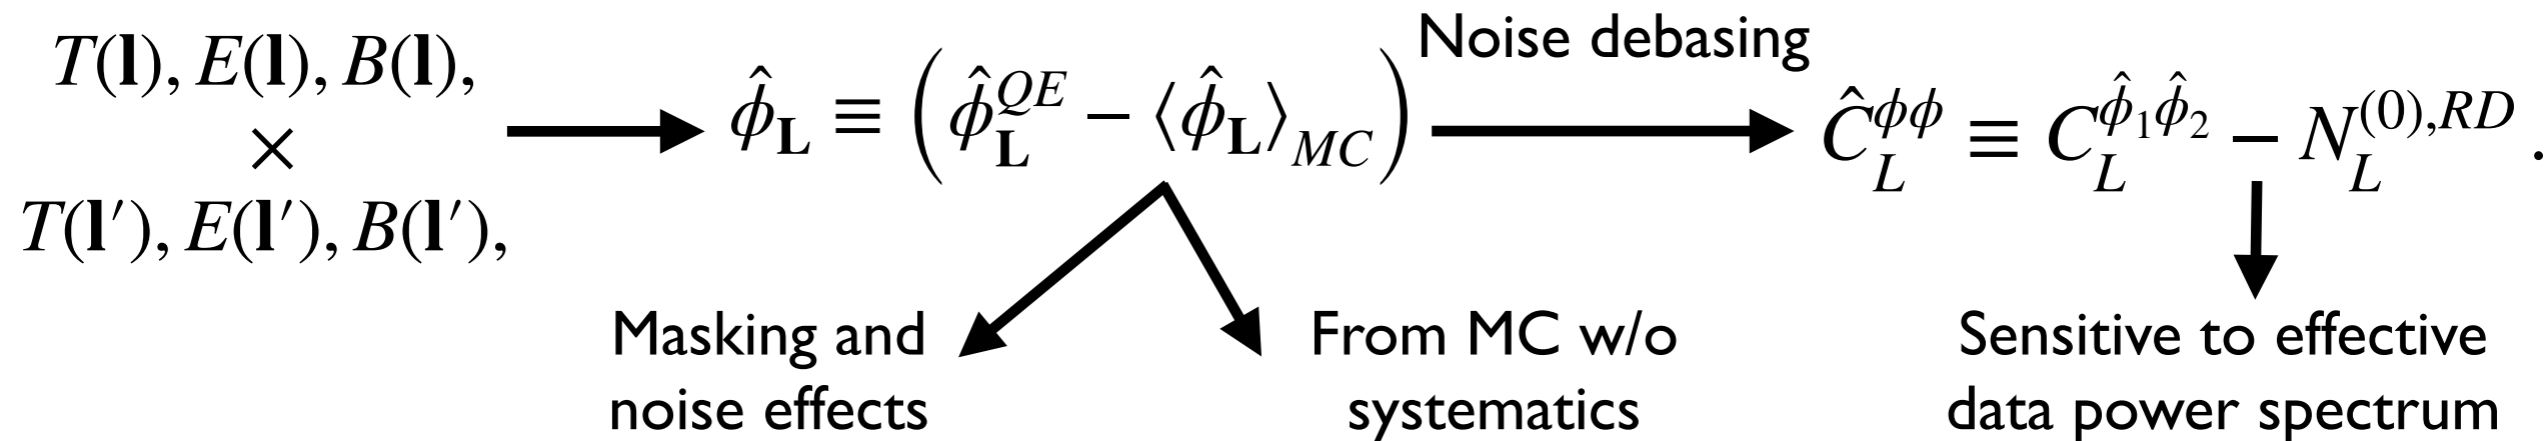 T(l), E(l), B(l),
×
T(l′), E(l′), B(l′),
ϕ̂_L ≡ (ϕ̂_L^{QE} − ⟨ϕ̂_L⟩_{MC})
Noise debasing
Ĉ_L^{ϕϕ} ≡ C_L^{ϕ̂₁ϕ̂₂} − N_L^{(0),RD} .
Masking and
noise effects
From MC w/o
systematics
Sensitive to effective
data power spectrum